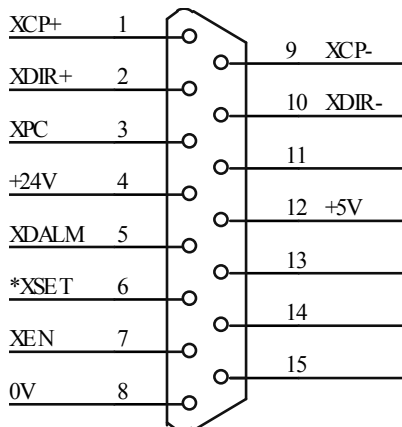 XCP+ 1
9 XCP-
XDIR+ 2
10 XDIR-
XPC 3
11
+24V 4
12 +5V
XDALM 5
13
*XSET 6
14
XEN 7
15
0V 8